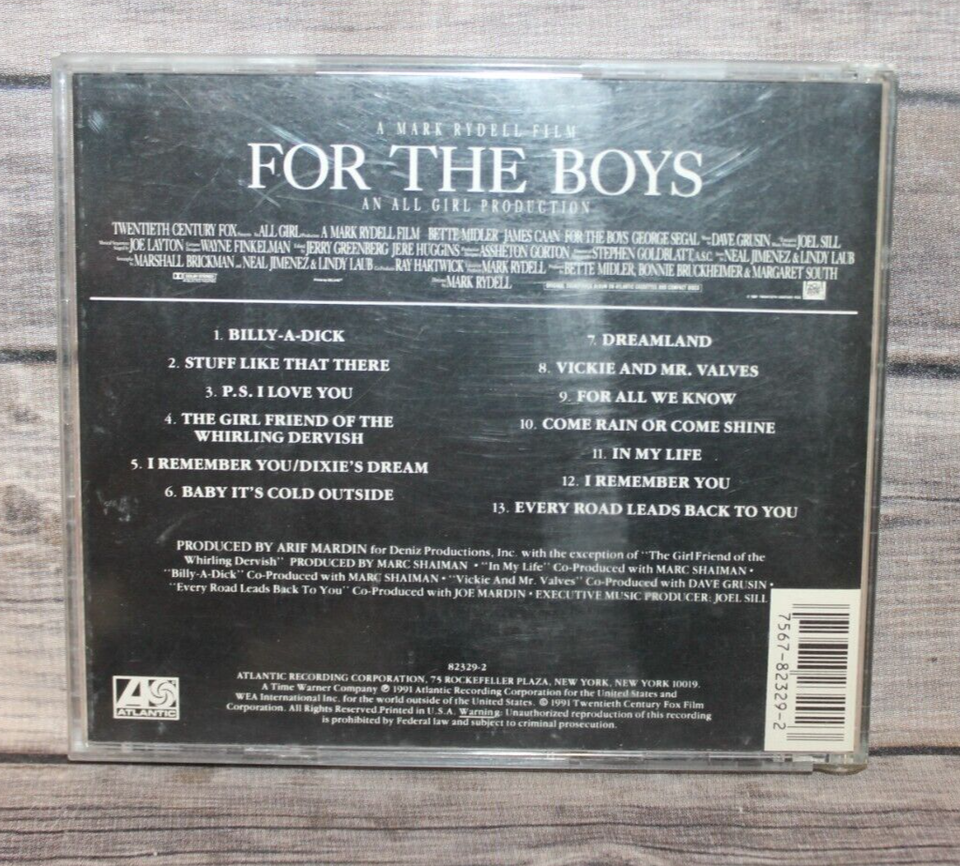 A MARK RYDELL FILM
FOR THE BOYS
AN ALL GIRL PRODUCTION
TWENTIETH CENTURY FOX ALL GIRL A MARK RYDELL FILM BETTE MIDLER JAMES CAAN FOR THE BOYS GEORGE SEGAL DAVE GRUSIN JOEL SILL
JOE LAYTON WAYNE FINKELMAN JERRY GREENBERG JERE HUGGINS ASSHETON GORTON STEPHEN GOLDBLATT, A.S.C. NEAL JIMENEZ & LINDY LAUB
MARSHALL BRICKMAN NEAL JIMENEZ & LINDY LAUB RAY HARTWICK MARK RYDELL BETTE MIDLER, BONNIE BRUCKHEIMER & MARGARET SOUTH
MARK RYDELL
1. BILLY-A-DICK
2. STUFF LIKE THAT THERE
3. P.S. I LOVE YOU
4. THE GIRL FRIEND OF THE
WHIRLING DERVISH
5. I REMEMBER YOU/DIXIE'S DREAM
6. BABY IT'S COLD OUTSIDE
7. DREAMLAND
8. VICKIE AND MR. VALVES
9. FOR ALL WE KNOW
10. COME RAIN OR COME SHINE
11. IN MY LIFE
12. I REMEMBER YOU
13. EVERY ROAD LEADS BACK TO YOU
PRODUCED BY ARIF MARDIN for Deniz Productions, Inc. with the exception of "The Girl Friend of the
Whirling Dervish" PRODUCED BY MARC SHAIMAN • "In My Life" Co-Produced with MARC SHAIMAN •
"Billy-A-Dick" Co-Produced with MARC SHAIMAN • "Vickie And Mr. Valves" Co-Produced with DAVE GRUSIN •
"Every Road Leads Back To You" Co-Produced with JOE MARDIN • EXECUTIVE MUSIC PRODUCER: JOEL SILL
7567-82329-2
82329-2
ATLANTIC RECORDING CORPORATION, 75 ROCKEFELLER PLAZA, NEW YORK, NEW YORK 10019.
A Time Warner Company ℗ 1991 Atlantic Recording Corporation for the United States and
WEA International Inc. for the world outside of the United States. © 1991 Twentieth Century Fox Film
Corporation. All Rights Reserved. Printed in U.S.A. Warning: Unauthorized reproduction of this recording
is prohibited by Federal law and subject to criminal prosecution.
ATLANTIC